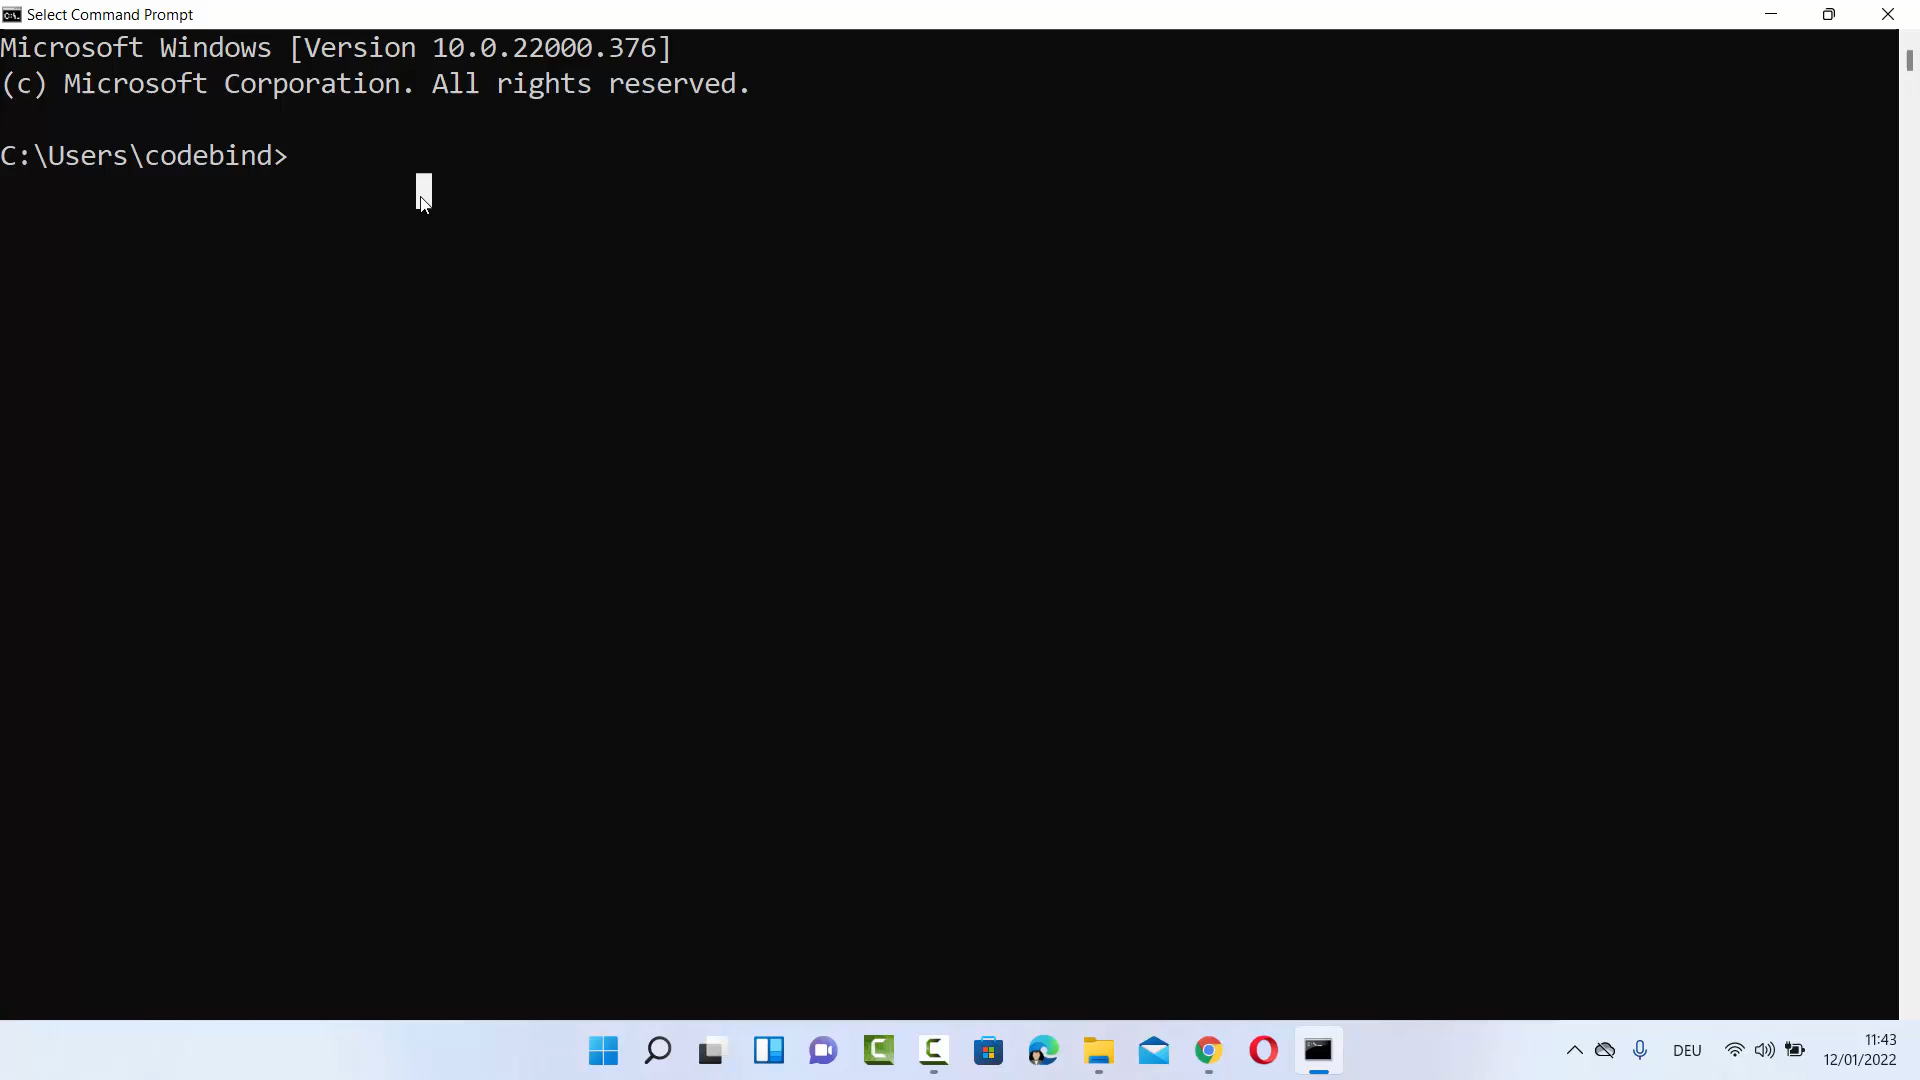 Select Command Prompt
Microsoft Windows [Version 10.0.22000.376]
(c) Microsoft Corporation. All rights reserved.
C:\Users\codebind>
DEU
11:43
12/01/2022